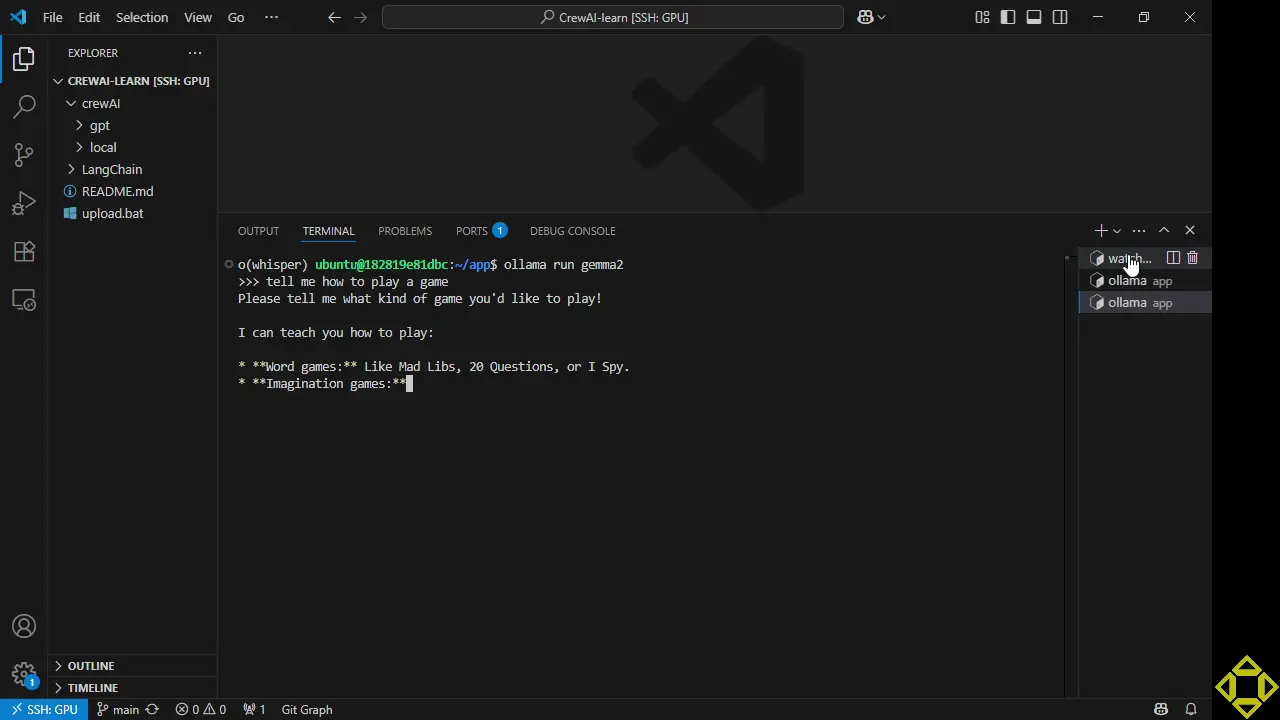 File Edit Selection View Go ··· CrewAI-learn [SSH: GPU]
EXPLORER ···
CREWAI-LEARN [SSH: GPU]
crewAI
gpt
local
LangChain
README.md
upload.bat
OUTLINE
TIMELINE
OUTPUT TERMINAL PROBLEMS PORTS 1 DEBUG CONSOLE
(whisper) ubuntu@182819e81dbc:~/app$ ollama run gemma2
>>> tell me how to play a game
Please tell me what kind of game you'd like to play!
I can teach you how to play:
* **Word games:** Like Mad Libs, 20 Questions, or I Spy.
* **Imagination games:**
ollama app
ollama app
1
SSH: GPU main 0 0 1 Git Graph